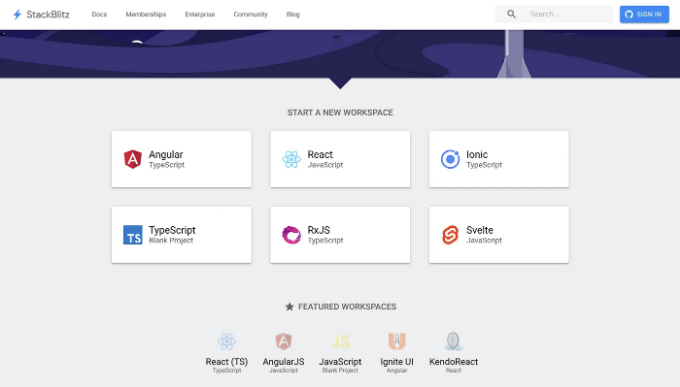 StackBlitz Docs Memberships Enterprise Community Blog Search... SIGN IN
START A NEW WORKSPACE
Angular React Ionic
TypeScript JavaScript TypeScript
TypeScript RxJS Svelte
Blank Project TypeScript JavaScript
FEATURED WORKSPACES
React (TS) AngularJS JavaScript Ignite UI KendoReact
TypeScript JavaScript Blank Project Angular React